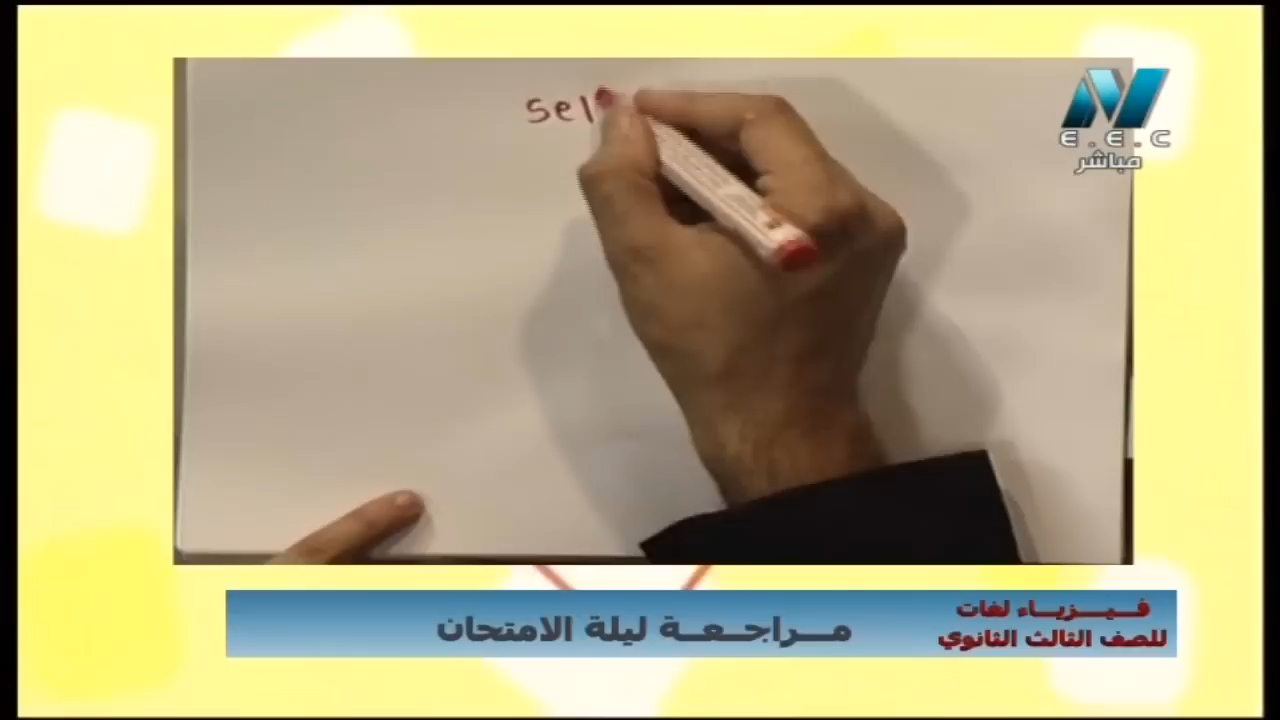 Sel
E.E.C
مباشر
فيزياء لغات
للصف الثالث الثانوي
مراجعة ليلة الامتحان